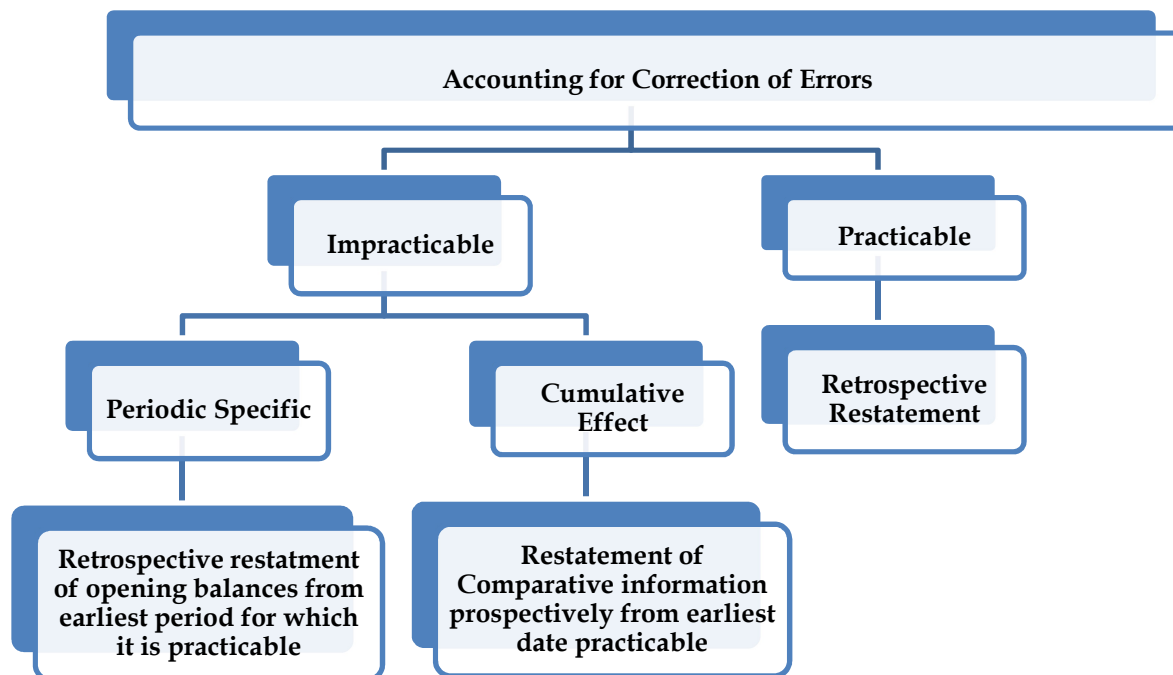 Accounting for Correction of Errors
Impracticable
Practicable
Periodic Specific
Cumulative
Effect
Retrospective
Restatement
Retrospective restatment
of opening balances from
earliest period for which
it is practicable
Restatement of
Comparative information
prospectively from earliest
date practicable